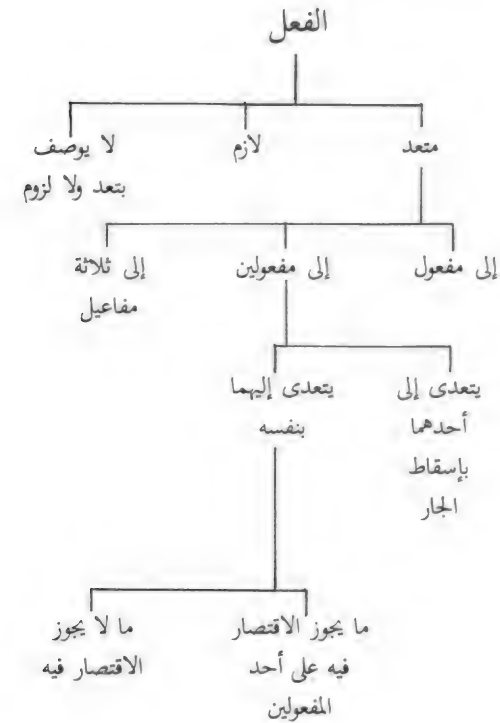 الفعل
متعد
لازم
لا يوصف
بتعد ولا لزوم
إلى مفعول
إلى مفعولين
إلى ثلاثة
مفاعيل
يتعدى إلى
أحدهما
بإسقاط
الجار
يتعدى إليهما
بنفسه
ما يجوز الاقتصار
فيه على أحد
المفعولين
ما لا يجوز
الاقتصار فيه